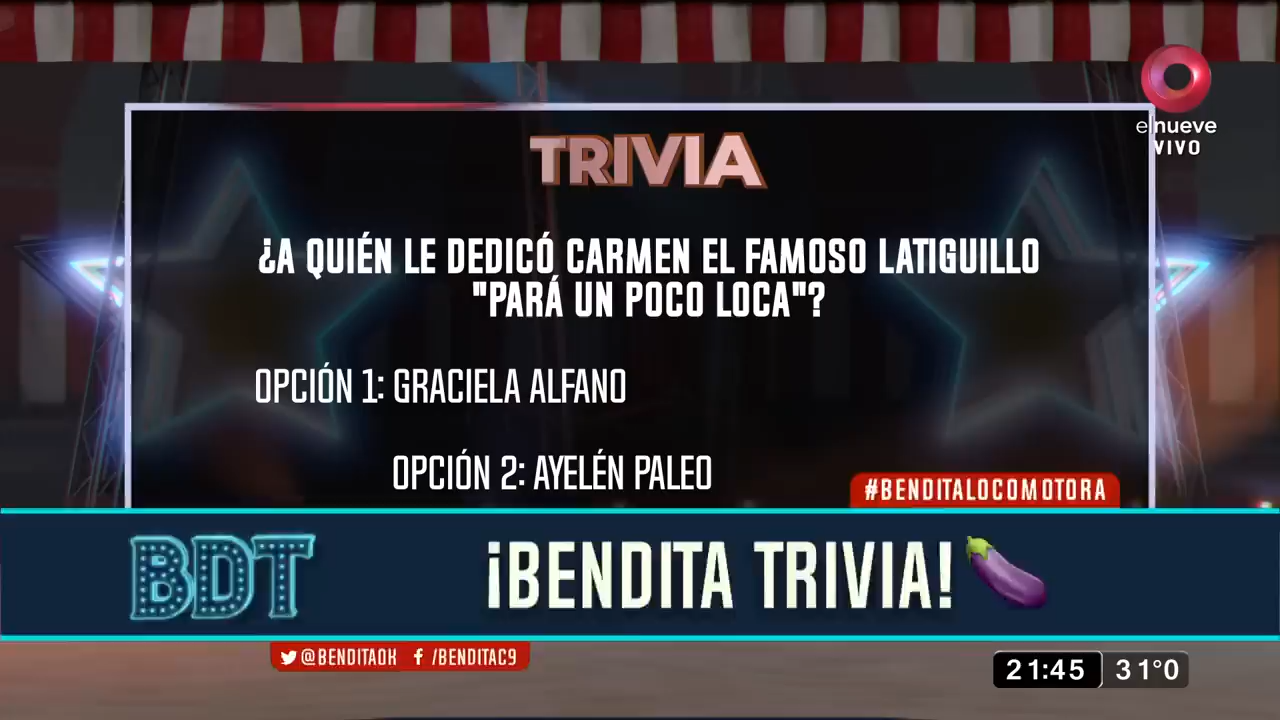 elnueve
VIVO
TRIVIA
¿A QUIÉN LE DEDICÓ CARMEN EL FAMOSO LATIGUILLO
"PARÁ UN POCO LOCA"?
OPCIÓN 1: GRACIELA ALFANO
OPCIÓN 2: AYELÉN PALEO
#BENDITALOCOMOTORA
BDT
¡BENDITA TRIVIA!🍆
@BENDITAOK /BENDITAC9
21:45 31°0